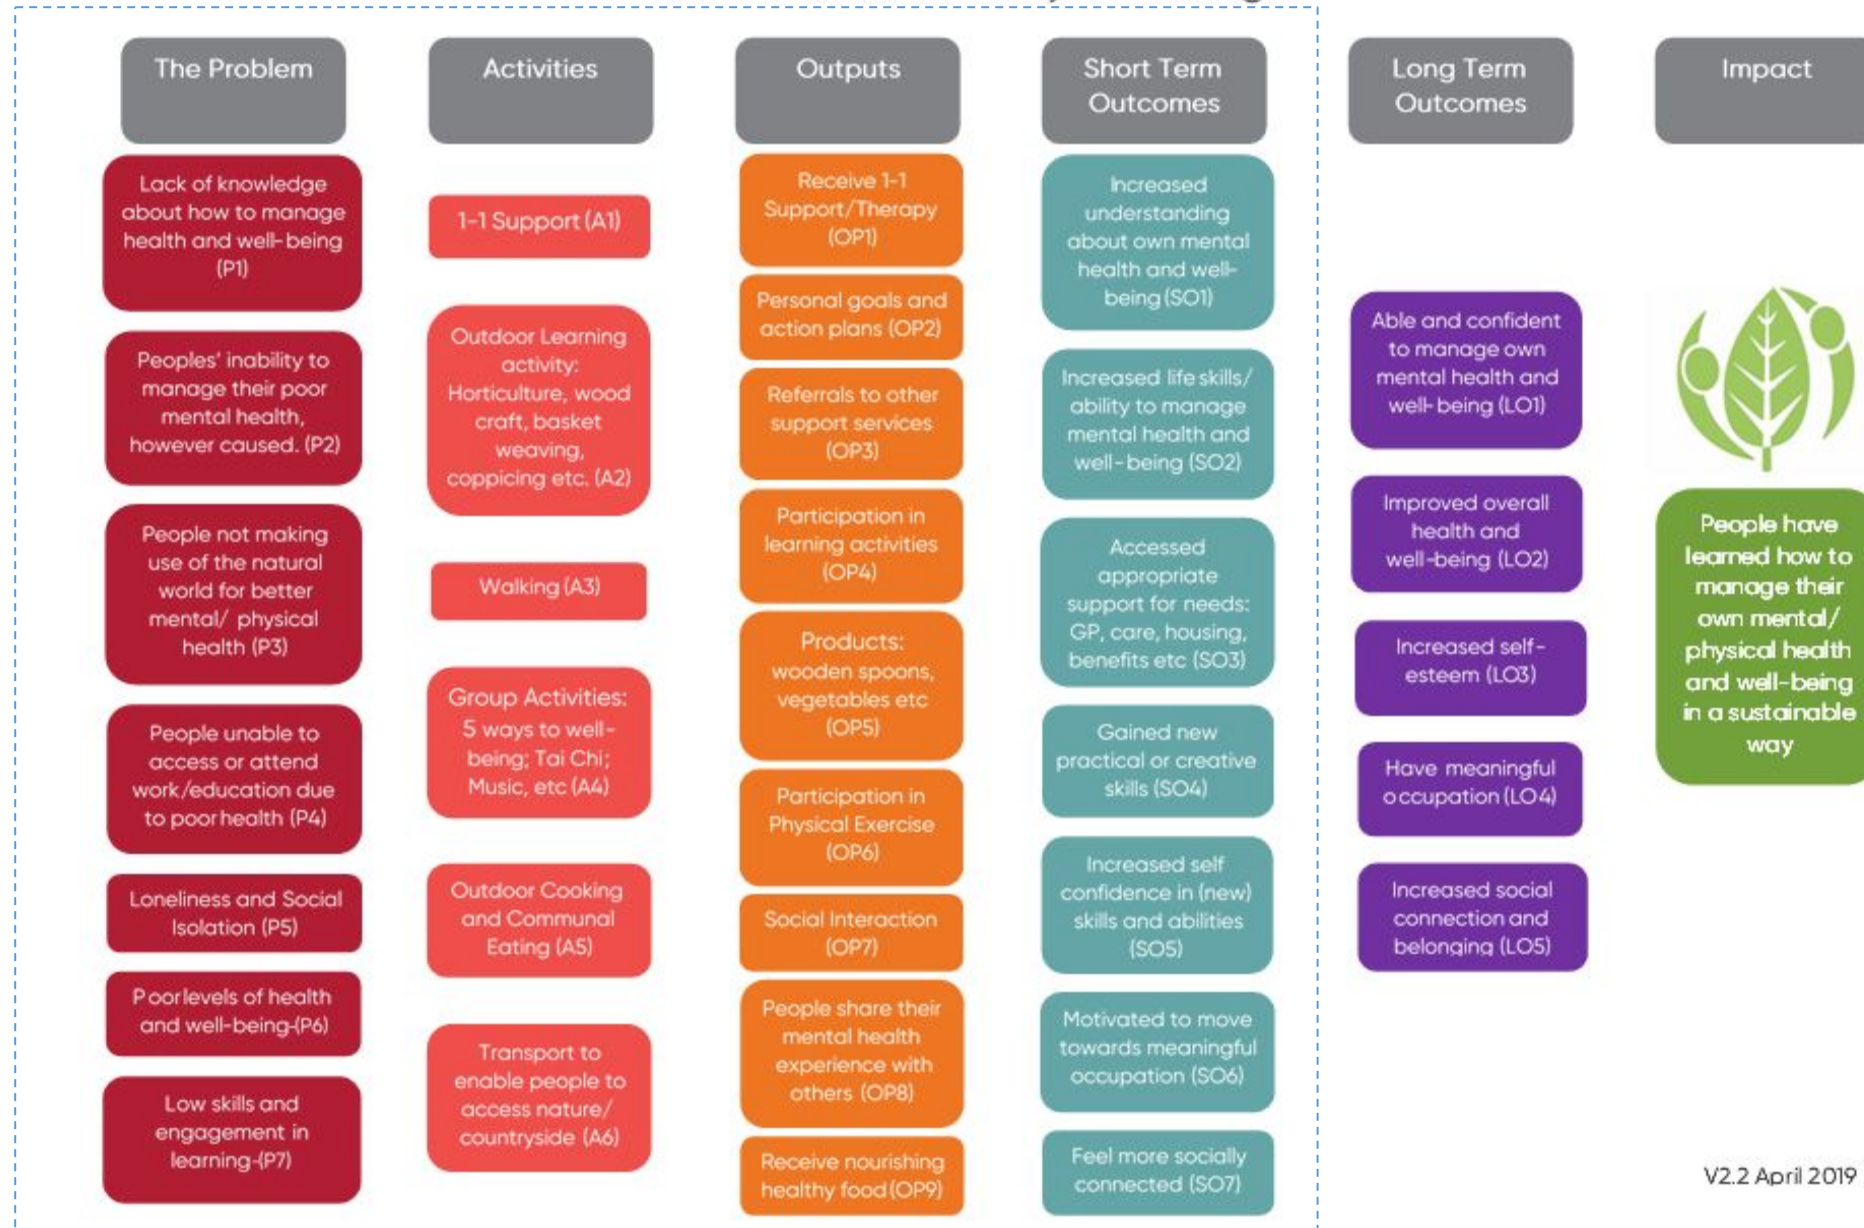 The Problem
Lack of knowledge
about how to manage
health and well-being
(P1)
Peoples' inability to
manage their poor
mental health,
however caused. (P2)
People not making
use of the natural
world for better
mental/ physical
health (P3)
People unable to
access or attend
work/education due
to poor health (P4)
Loneliness and Social
Isolation (P5)
Poor levels of health
and well-being-(P6)
Low skills and
engagement in
learning-(P7)
Activities
1-1 Support (A1)
Outdoor Learning
activity:
Horticulture, wood
craft, basket
weaving,
coppicing etc. (A2)
Walking (A3)
Group Activities:
5 ways to well-
being; Tai Chi;
Music, etc (A4)
Outdoor Cooking
and Communal
Eating (A5)
Transport to
enable people to
access nature/
countryside (A6)
Outputs
Receive 1-1
Support/Therapy
(OP1)
Personal goals and
action plans (OP2)
Referrals to other
support services
(OP3)
Participation in
learning activities
(OP4)
Products:
wooden spoons,
vegetables etc
(OP5)
Participation in
Physical Exercise
(OP6)
Social Interaction
(OP7)
People share their
mental health
experience with
others (OP8)
Receive nourishing
healthy food (OP9)
Short Term
Outcomes
Increased
understanding
about own mental
health and well-
being (SO1)
Increased life skills/
ability to manage
mental health and
well-being (SO2)
Accessed
appropriate
support for needs:
GP, care, housing,
benefits etc (SO3)
Gained new
practical or creative
skills (SO4)
Increased self
confidence in (new)
skills and abilities
(SO5)
Motivated to move
towards meaningful
occupation (SO6)
Feel more socially
connected (SO7)
Long Term
Outcomes
Able and confident
to manage own
mental health and
well-being (LO1)
Improved overall
health and
well-being (LO2)
Increased self-
esteem (LO3)
Have meaningful
occupation (LO4)
Increased social
connection and
belonging (LO5)
Impact
People have
learned how to
manage their
own mental/
physical health
and well-being
in a sustainable
way
V2.2 April 2019